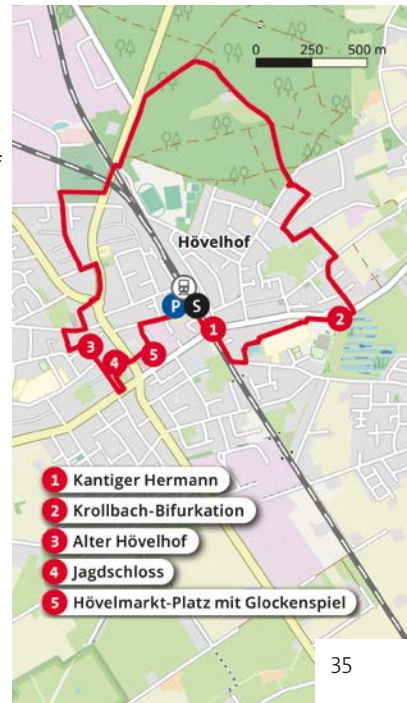 0 250 500 m
Hövelhof
P S
1
2
3
4
5
1 Kantiger Hermann
2 Krollbach-Bifurkation
3 Alter Hövelhof
4 Jagdschloss
5 Hövelmarkt-Platz mit Glockenspiel
35